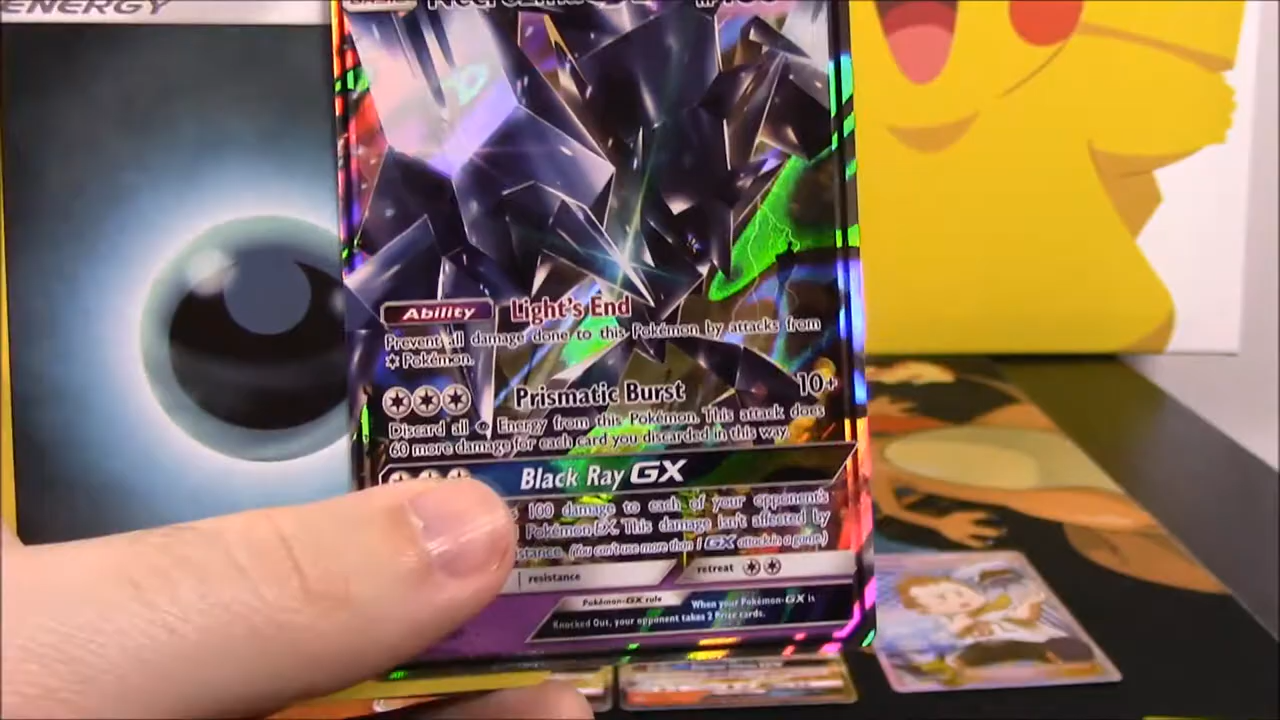 ENERGY
Ability Light's End
Prevent all damage done to this Pokémon by attacks from
Pokémon.
Prismatic Burst 10+
Discard all Energy from this Pokémon. This attack does
60 more damage for each card you discarded in this way.
Black Ray GX
100 damage to each of your opponent's
Pokémon-EX. This damage isn't affected by
(You can't use more than 1 GX attack in a game.)
resistance
retreat
Pokémon-GX rule When your Pokémon-GX is
Knocked Out, your opponent takes 2 Prize cards.